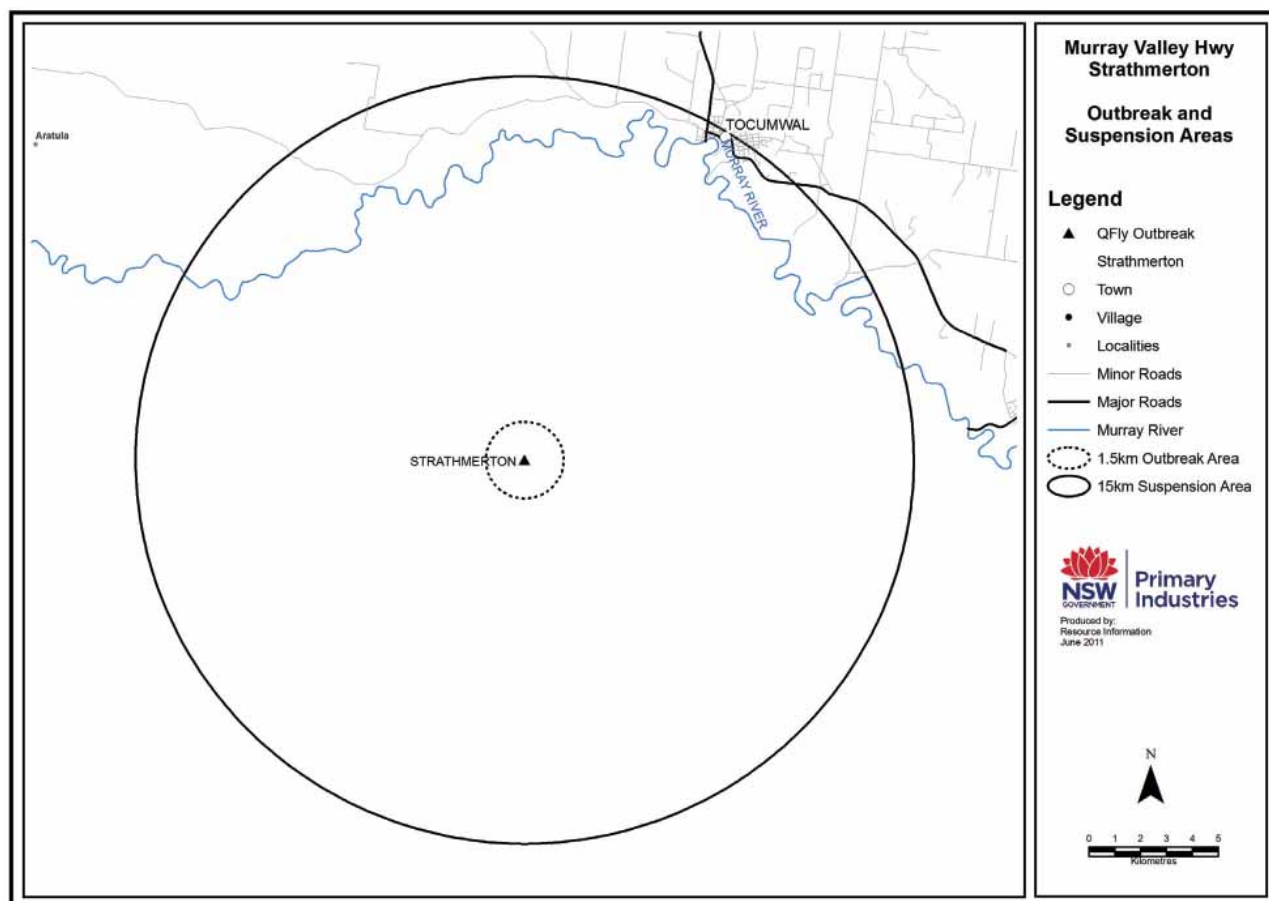 Aratula
TOCUMWAL
MURRAY RIVER
STRATHMERTON
Murray Valley Hwy
Strathmerton
Outbreak and
Suspension Areas
Legend
QFly Outbreak
Strathmerton
Town
Village
Localities
Minor Roads
Major Roads
Murray River
1.5km Outbreak Area
15km Suspension Area
NSW
GOVERNMENT
Primary
Industries
Produced by:
Resource Information
June 2011
N
0 1 2 3 4 5
Kilometres